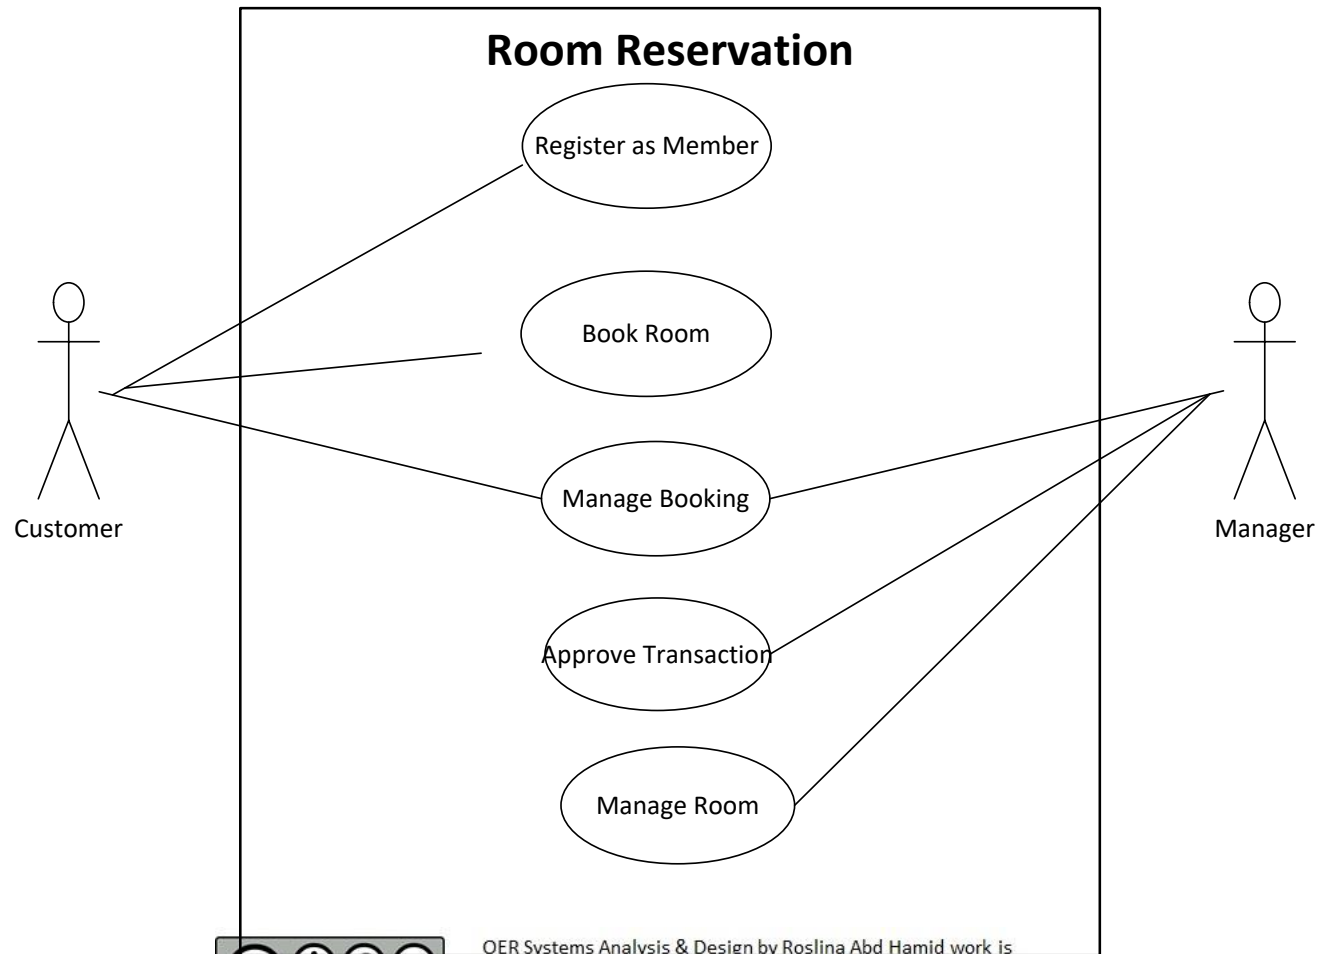 Room Reservation
Register as Member
Book Room
Manage Booking
Customer
Manager
Approve Transaction
Manage Room
OER Systems Analysis & Design by Roslina Abd Hamid work is